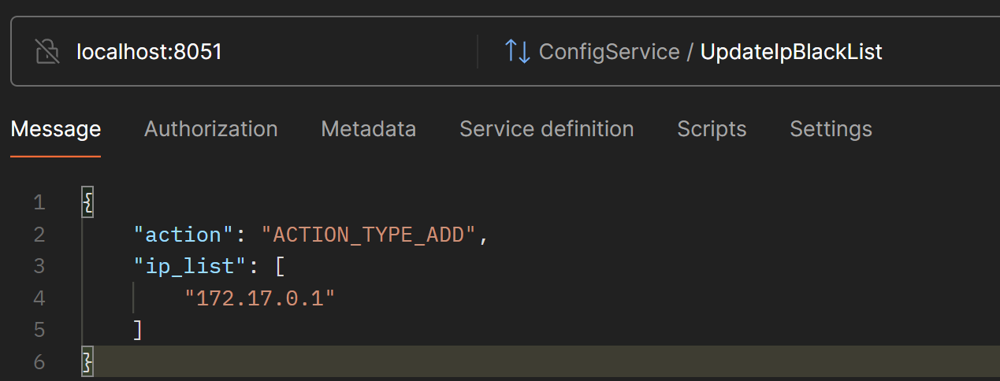 localhost:8051 ConfigService / UpdateIpBlackList
Message Authorization Metadata Service definition Scripts Settings
1 {
2 "action": "ACTION_TYPE_ADD",
3 "ip_list": [
4 "172.17.0.1"
5 ]
6 }